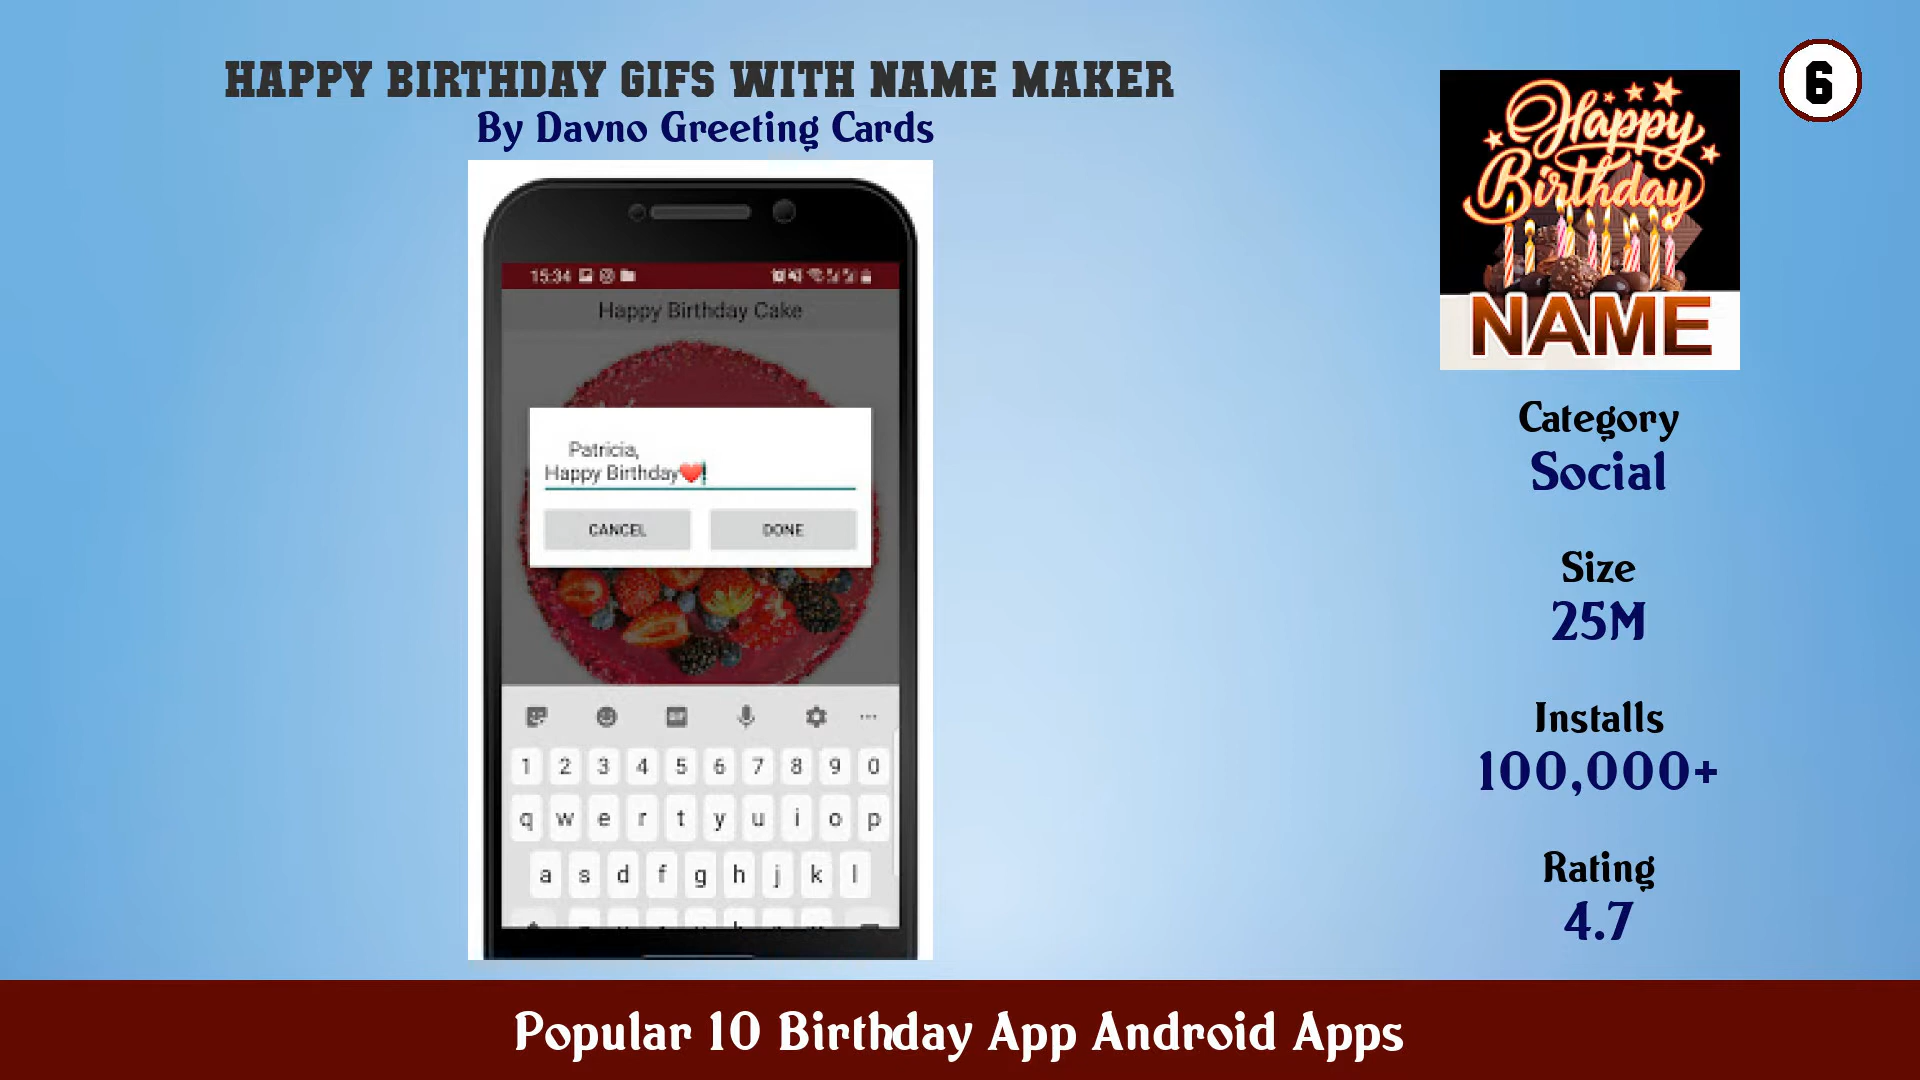 HAPPY BIRTHDAY GIFS WITH NAME MAKER
By Davno Greeting Cards
6
Happy Birthday
NAME
15:34
Happy Birthday Cake
Patricia,
Happy Birthday❤️!
CANCEL DONE
GIF
1 2 3 4 5 6 7 8 9 0
q w e r t y u i o p
a s d f g h j k l
Category
Social
Size
25M
Installs
100,000+
Rating
4.7
Popular 10 Birthday App Android Apps